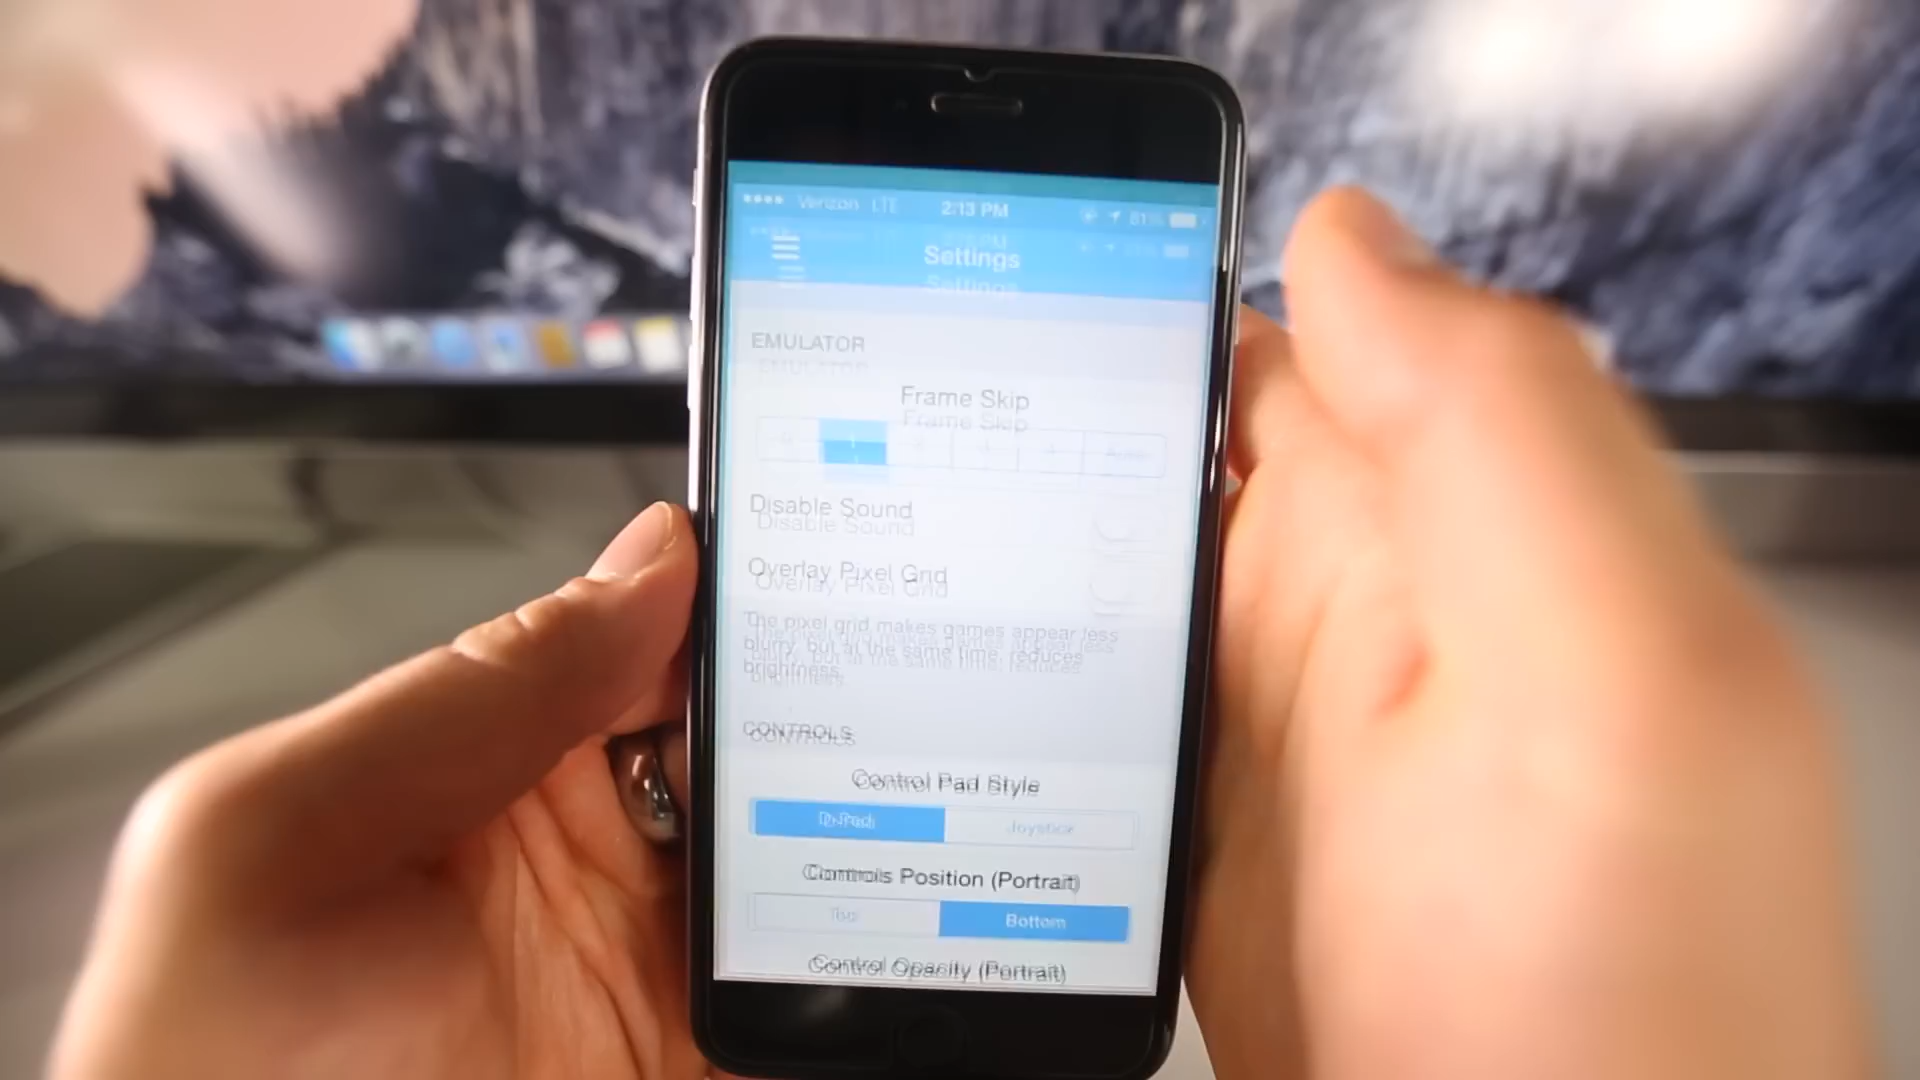 Verizon LTE 2:13 PM 81%
Settings
EMULATOR
Frame Skip
1 Auto
Disable Sound
Overlay Pixel Grid
The pixel grid makes games appear less
blurry, but at the same time, reduces
brightness.
CONTROLS
Control Pad Style
D-Pad Joystick
Controls Position (Portrait)
Top Bottom
Control Opacity (Portrait)